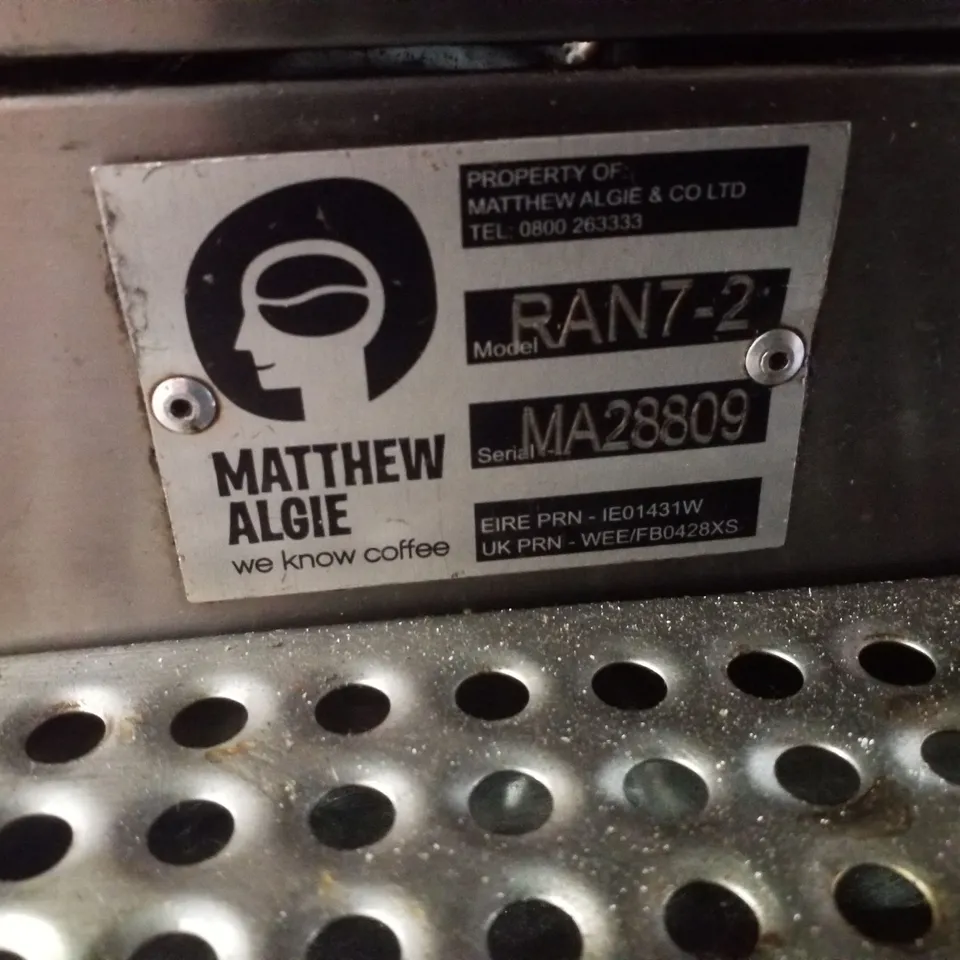 PROPERTY OF:
MATTHEW ALGIE & CO LTD
TEL: 0800 263333
Model RAN7-2
Serial MA28809
EIRE PRN - IE01431W
UK PRN - WEE/FB0428XS
MATTHEW
ALGIE
we know coffee